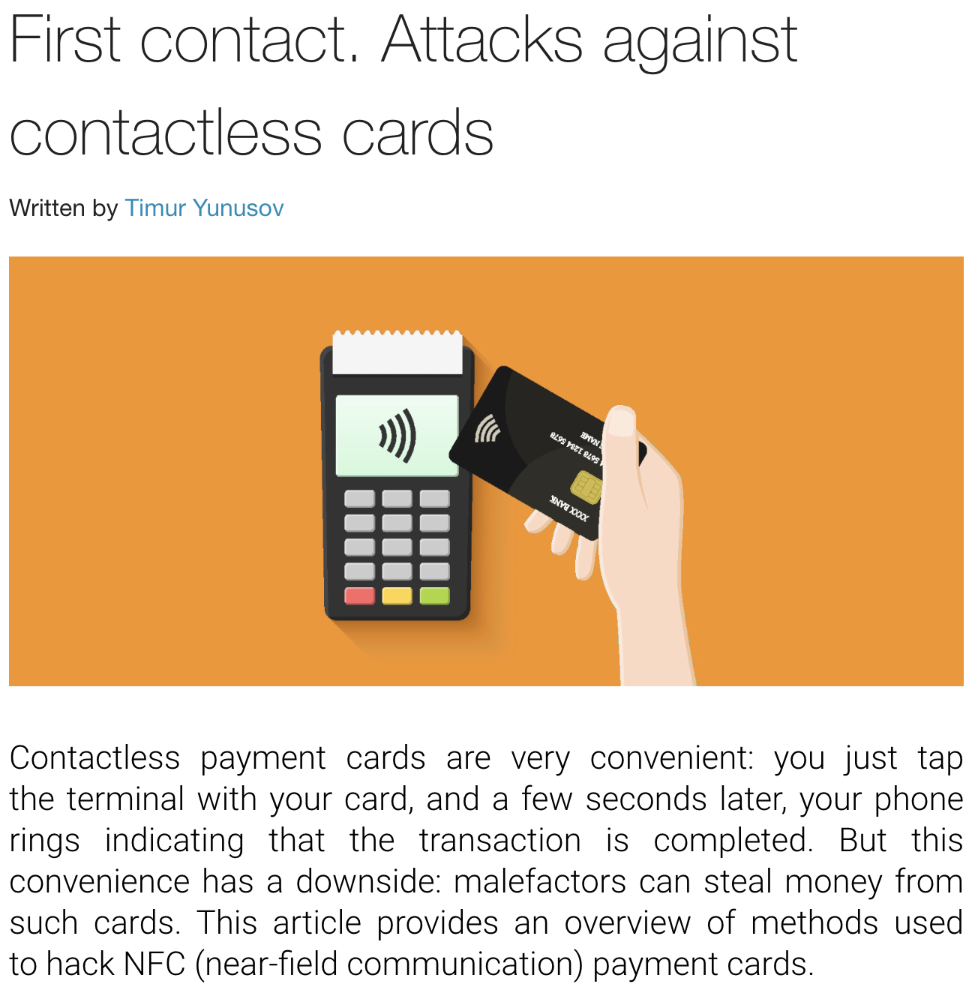 First contact. Attacks against
contactless cards
Written by Timur Yunusov
NAME
5678 1234 5678
XXXX BANK
Contactless payment cards are very convenient: you just tap
the terminal with your card, and a few seconds later, your phone
rings indicating that the transaction is completed. But this
convenience has a downside: malefactors can steal money from
such cards. This article provides an overview of methods used
to hack NFC (near-field communication) payment cards.